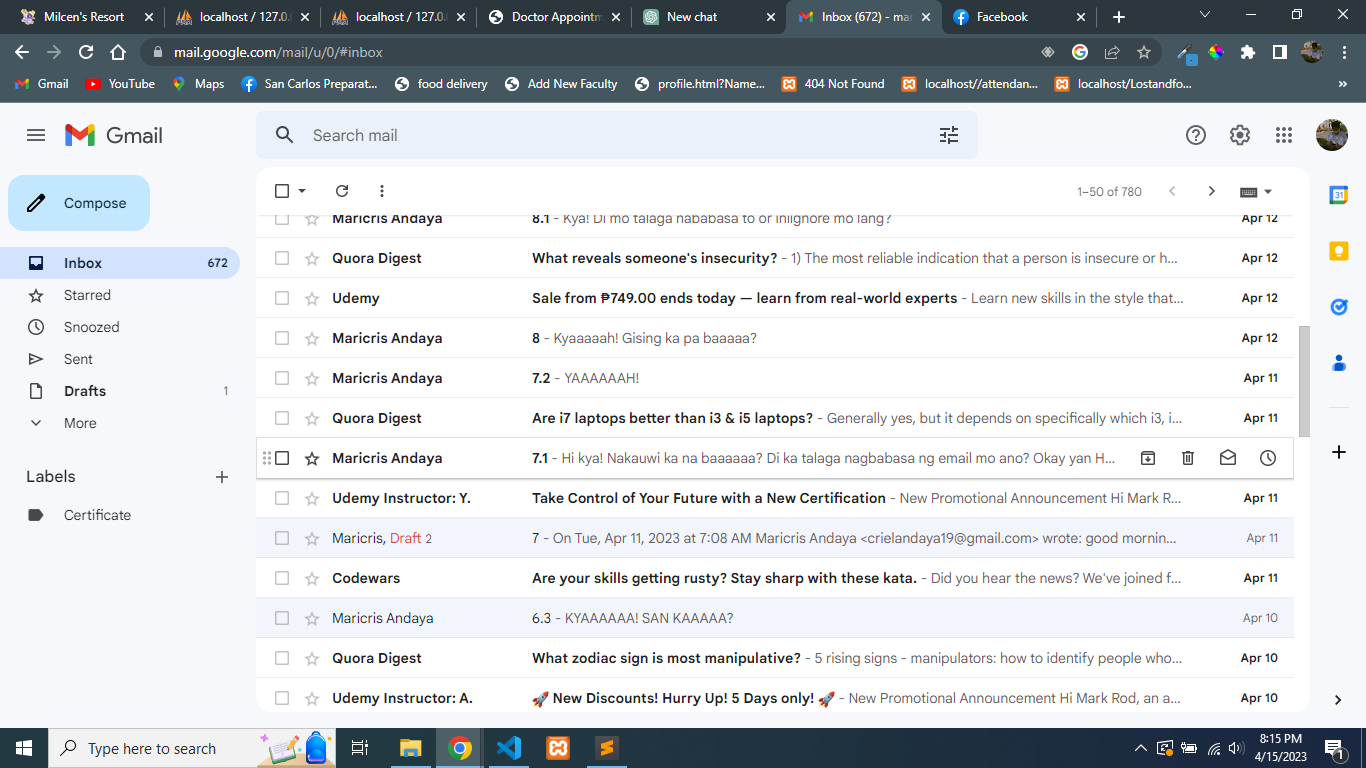 Milcen's Resort
localhost / 127.0.
localhost / 127.0.
Doctor Appointm
New chat
Inbox (672) - mar
Facebook
mail.google.com/mail/u/0/#inbox
Gmail
YouTube
Maps
San Carlos Preparat...
food delivery
Add New Faculty
profile.html?Name...
404 Not Found
localhost//attendan...
localhost/Lostandfo...
»
Gmail
Search mail
Compose
1–50 of 780
Inbox 672
Starred
Snoozed
Sent
Drafts 1
More
Labels
Certificate
31
Maricris Andaya 8.1 - Kya! Di mo talaga nababasa to or iniignore mo lang? Apr 12
Quora Digest What reveals someone's insecurity? - 1) The most reliable indication that a person is insecure or h... Apr 12
Udemy Sale from ₱749.00 ends today — learn from real-world experts - Learn new skills in the style that... Apr 12
Maricris Andaya 8 - Kyaaaaah! Gising ka pa baaaaa? Apr 12
Maricris Andaya 7.2 - YAAAAAAH! Apr 11
Quora Digest Are i7 laptops better than i3 & i5 laptops? - Generally yes, but it depends on specifically which i3, i... Apr 11
Maricris Andaya 7.1 - Hi kya! Nakauwi ka na baaaaaa? Di ka talaga nagbabasa ng email mo ano? Okay yan H...
Udemy Instructor: Y. Take Control of Your Future with a New Certification - New Promotional Announcement Hi Mark R... Apr 11
Maricris, Draft 2 7 - On Tue, Apr 11, 2023 at 7:08 AM Maricris Andaya <crielandaya19@gmail.com> wrote: good mornin... Apr 11
Codewars Are your skills getting rusty? Stay sharp with these kata. - Did you hear the news? We've joined f... Apr 11
Maricris Andaya 6.3 - KYAAAAAA! SAN KAAAAA? Apr 10
Quora Digest What zodiac sign is most manipulative? - 5 rising signs - manipulators: how to identify people who... Apr 10
Udemy Instructor: A. 🚀 New Discounts! Hurry Up! 5 Days only! 🚀 - New Promotional Announcement Hi Mark Rod, an a... Apr 10
Type here to search
8:15 PM
4/15/2023
1